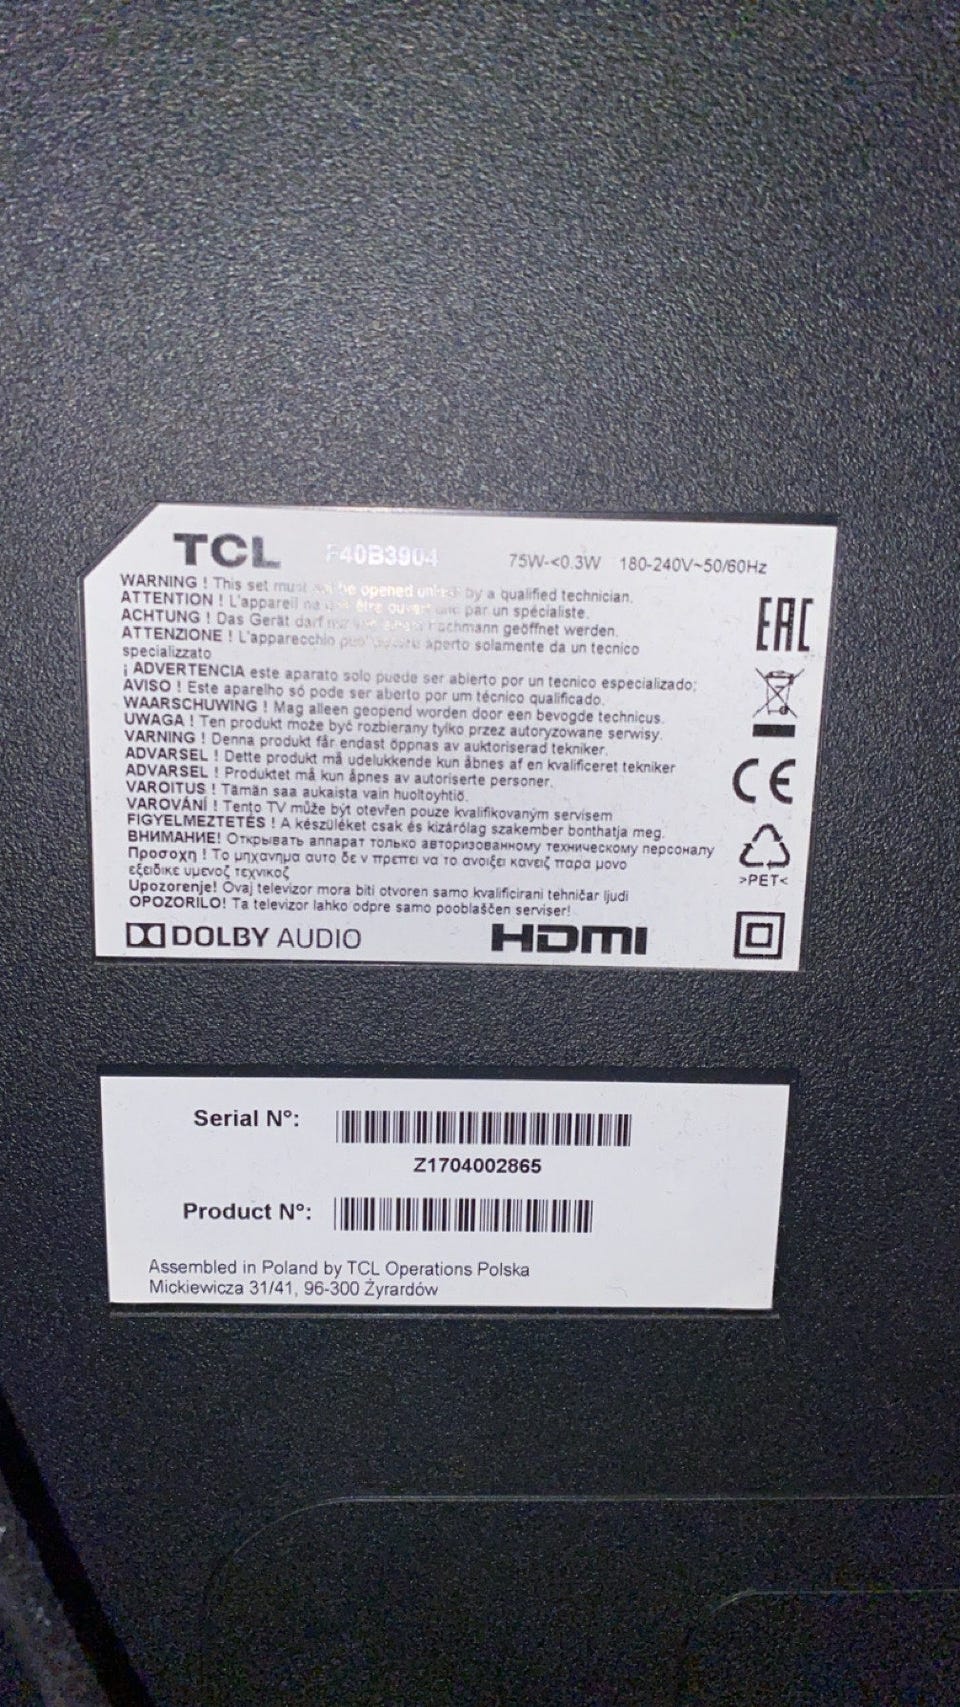 TCL F40B3904 75W-<0.3W 180-240V~50/60Hz
WARNING ! This set must not be opened unless by a qualified technician.
ATTENTION ! L'appareil ne être ouvert que par un spécialiste.
ACHTUNG ! Das Gerät darf nur Fachmann geöffnet werden.
ATTENZIONE ! L'apparecchio può aperto solamente da un tecnico
specializzato
¡ ADVERTENCIA este aparato solo puede ser abierto por un tecnico especializado;
AVISO ! Este aparelho só pode ser aberto por um técnico qualificado.
WAARSCHUWING ! Mag alleen geopend worden door een bevogde technicus.
UWAGA ! Ten produkt może być rozbierany tylko przez autoryzowane serwisy.
VARNING ! Denna produkt får endast öppnas av auktoriserad tekniker.
ADVARSEL ! Dette produkt må udelukkende kun åbnes af en kvalificeret tekniker
ADVARSEL ! Produktet må kun åpnes av autoriserte personer.
VAROITUS ! Tämän saa aukaista vain huoltoyhtiö.
VAROVÁNÍ ! Tento TV může být otevřen pouze kvalifikovaným servisem
FIGYELMEZTETÉS ! A készüléket csak és kizárólag szakember bonthatja meg.
ВНИМАНИЕ! Открывать аппарат только авторизованному техническому персоналу
Προσοχη ! Το μηχανημα αυτο δεν πρεπει να το ανοιξει κανεις παρα μονο
εξειδικευμενος τεχνικος
Upozorenje! Ovaj televizor mora biti otvoren samo kvalificirani tehničar ljudi
OPOZORILO! Ta televizor lahko odpre samo pooblaščen serviser!
DOLBY AUDIO HDMI
EAC
CE
>PET<
Serial N°:
Z1704002865
Product N°:
Assembled in Poland by TCL Operations Polska
Mickiewicza 31/41, 96-300 Żyrardów